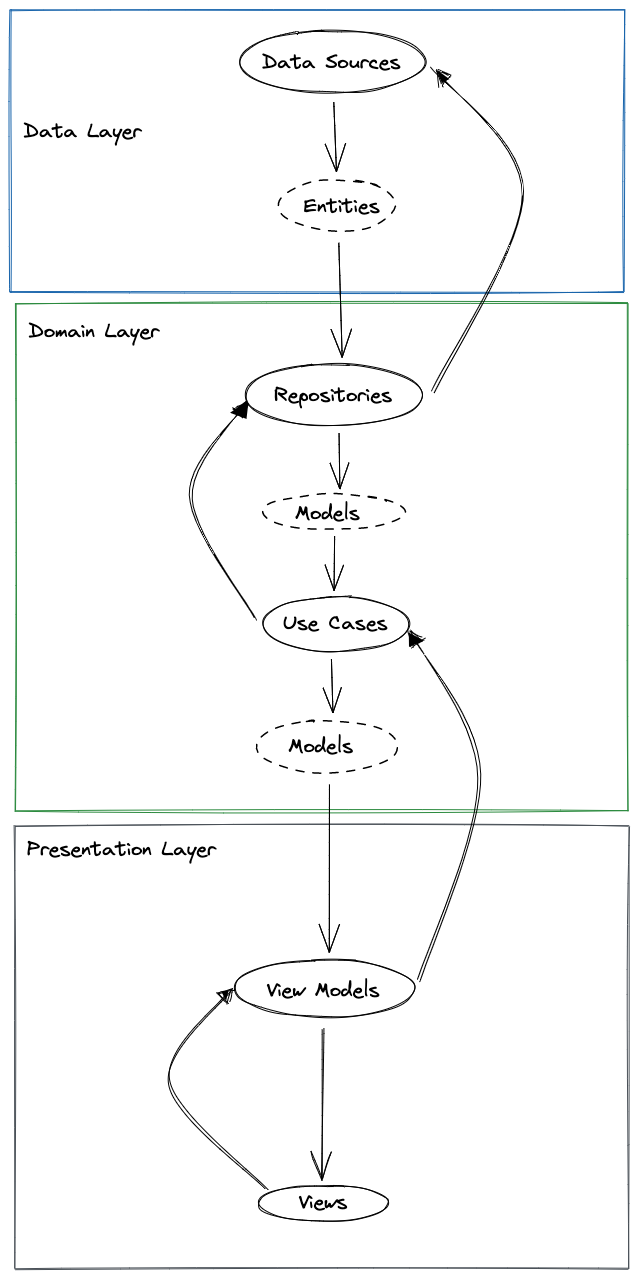 Data Sources
Data Layer
Entities
Domain Layer
Repositories
Models
Use Cases
Models
Presentation Layer
View Models
Views